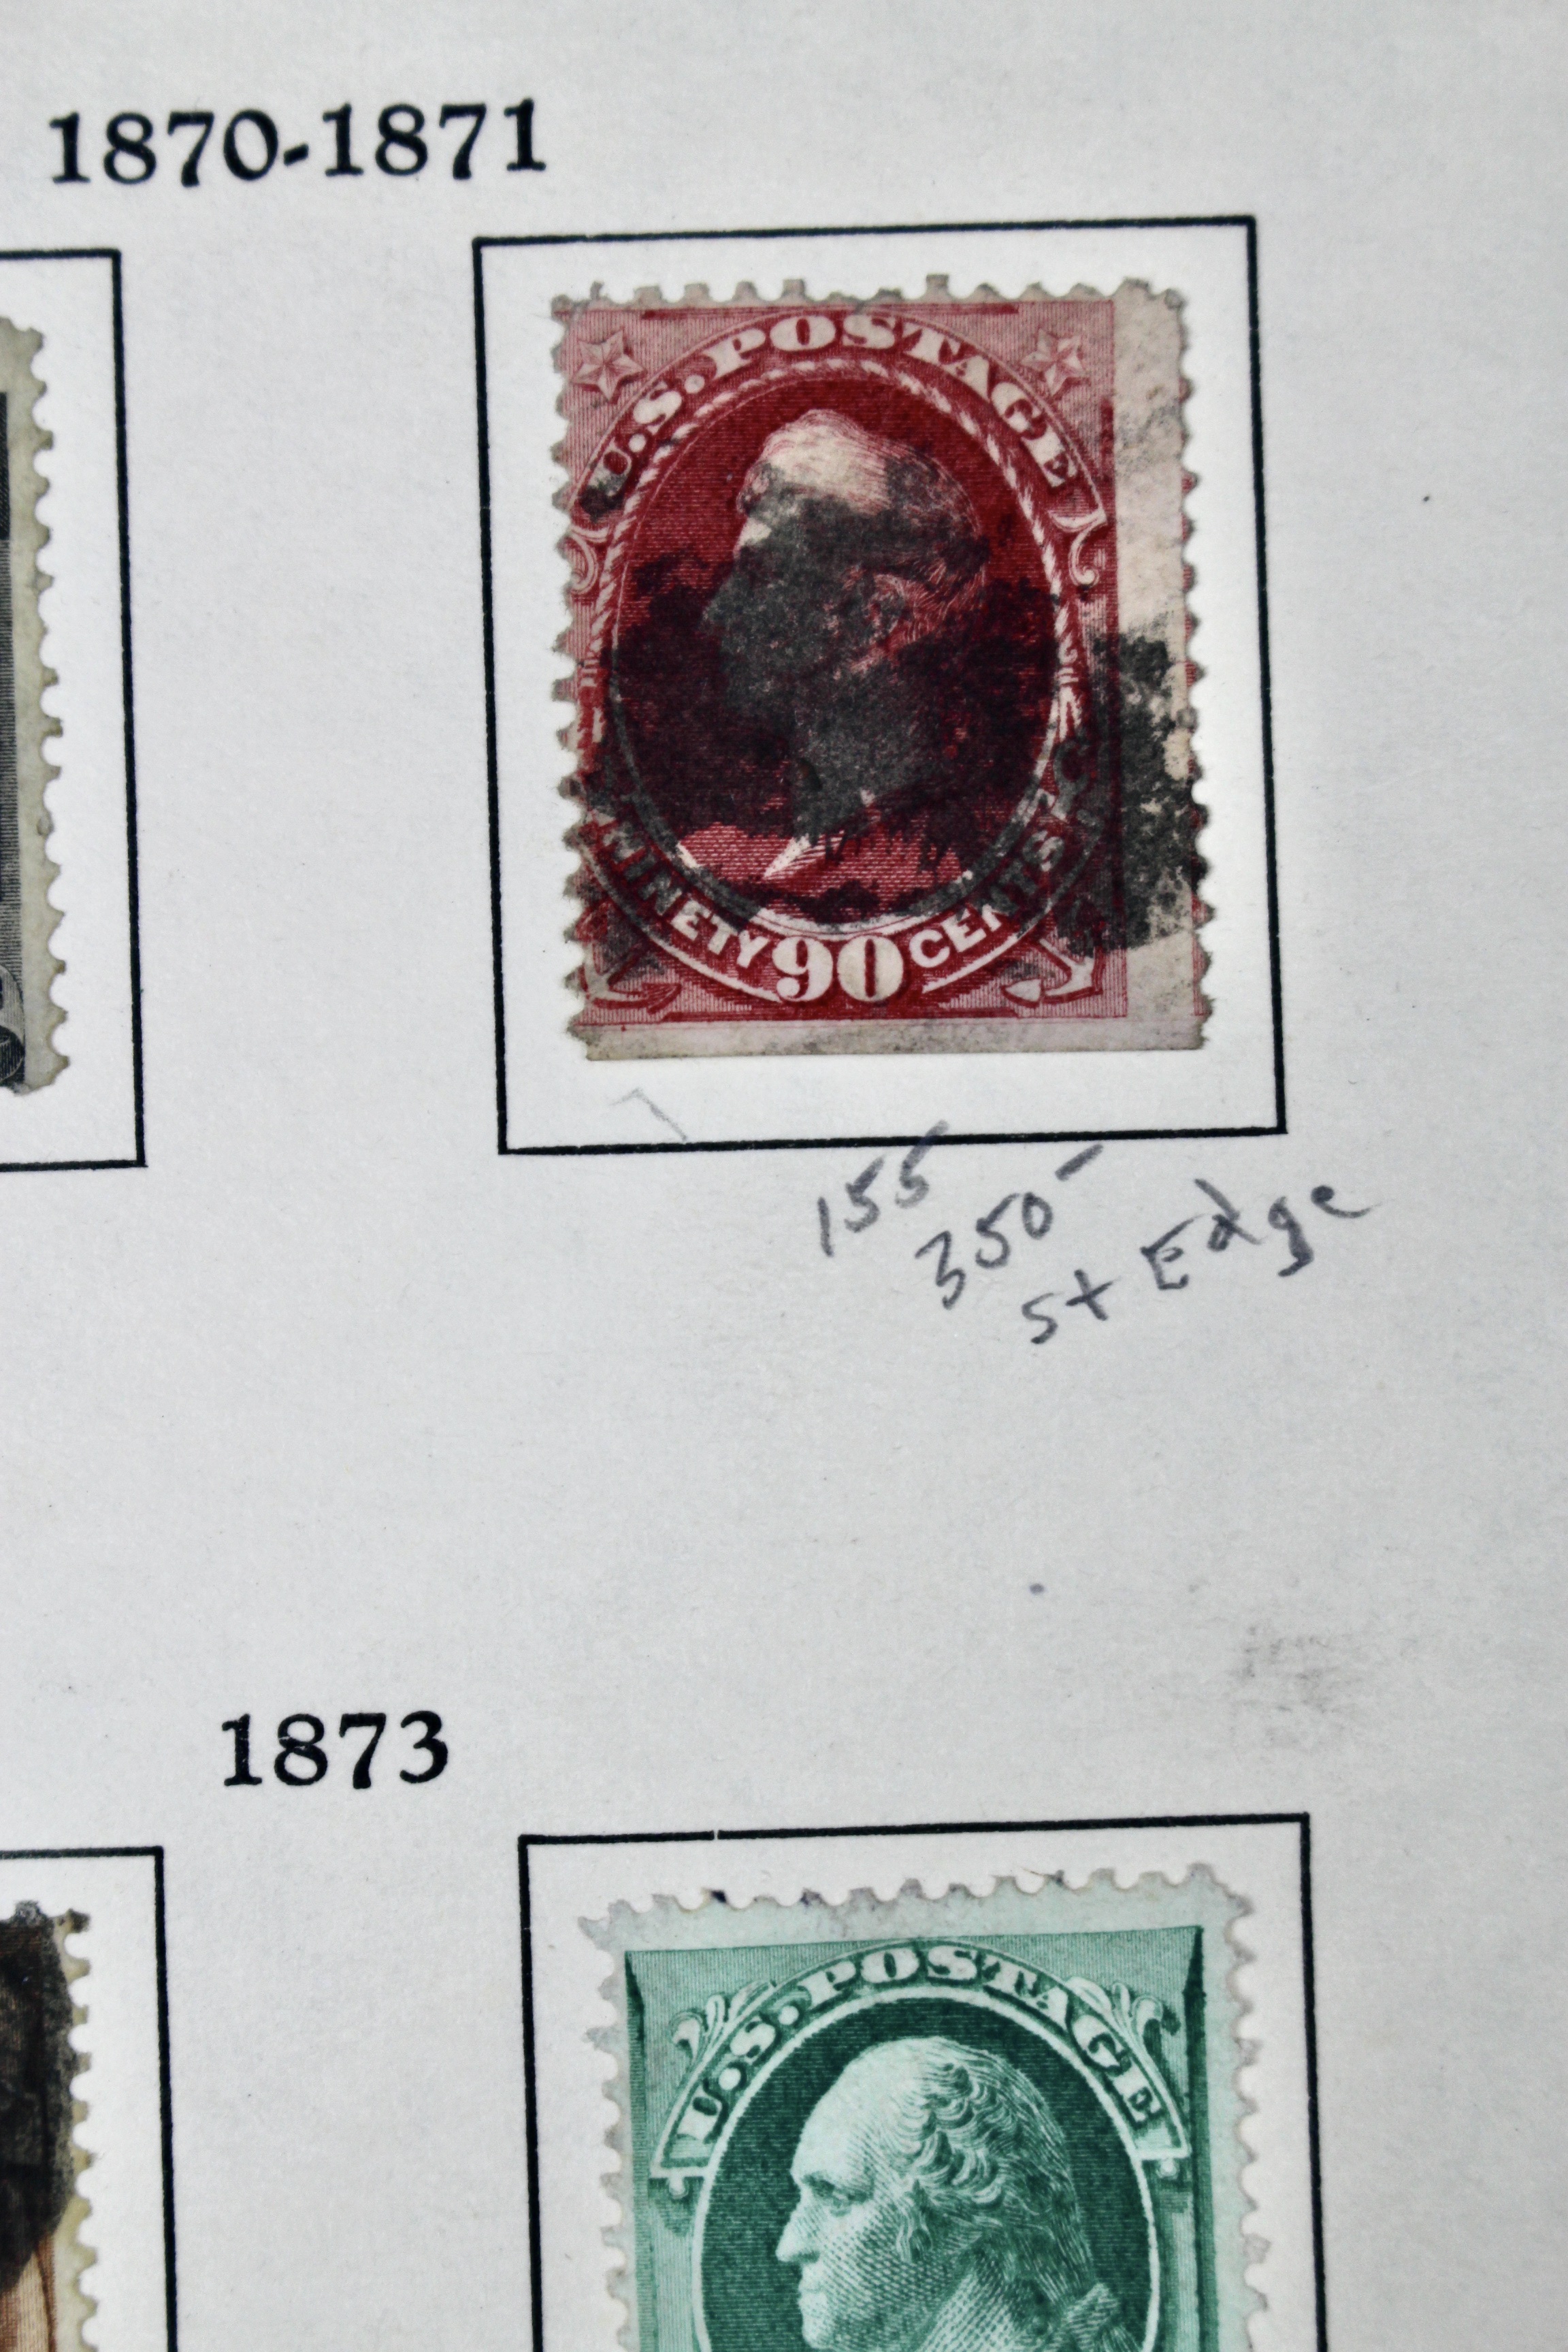 1870-1871
U.S. POSTAGE
NINETY 90 CENTS
155
350-
St Edge
1873
U.S. POSTAGE